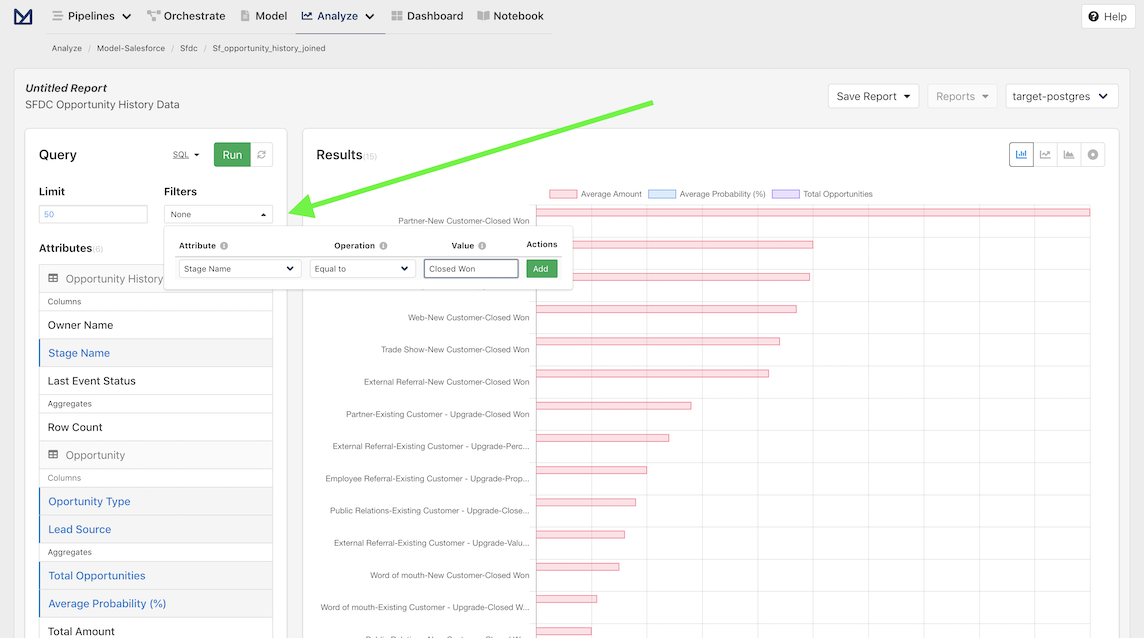 Pipelines Orchestrate Model Analyze Dashboard Notebook Help
Analyze / Model-Salesforce / Sfdc / Sf_opportunity_history_joined
Untitled Report
SFDC Opportunity History Data
Save Report Reports target-postgres
Query SQL Run
Limit Filters
50 None
Attribute Operation Value Actions
Stage Name Equal to Closed Won Add
Attributes(6)
Opportunity History
Columns
Owner Name
Stage Name
Last Event Status
Aggregates
Row Count
Opportunity
Columns
Oportunity Type
Lead Source
Aggregates
Total Opportunities
Average Probability (%)
Total Amount
Results(15)
Average Amount Average Probability (%) Total Opportunities
Partner-New Customer-Closed Won
Web-New Customer-Closed Won
Trade Show-New Customer-Closed Won
External Referral-New Customer-Closed Won
Partner-Existing Customer - Upgrade-Closed Won
External Referral-Existing Customer - Upgrade-Perc...
Employee Referral-Existing Customer - Upgrade-Prop...
Public Relations-Existing Customer - Upgrade-Close...
External Referral-Existing Customer - Upgrade-Valu...
Word of mouth-New Customer-Closed Won
Word of mouth-Existing Customer - Upgrade-Closed W...